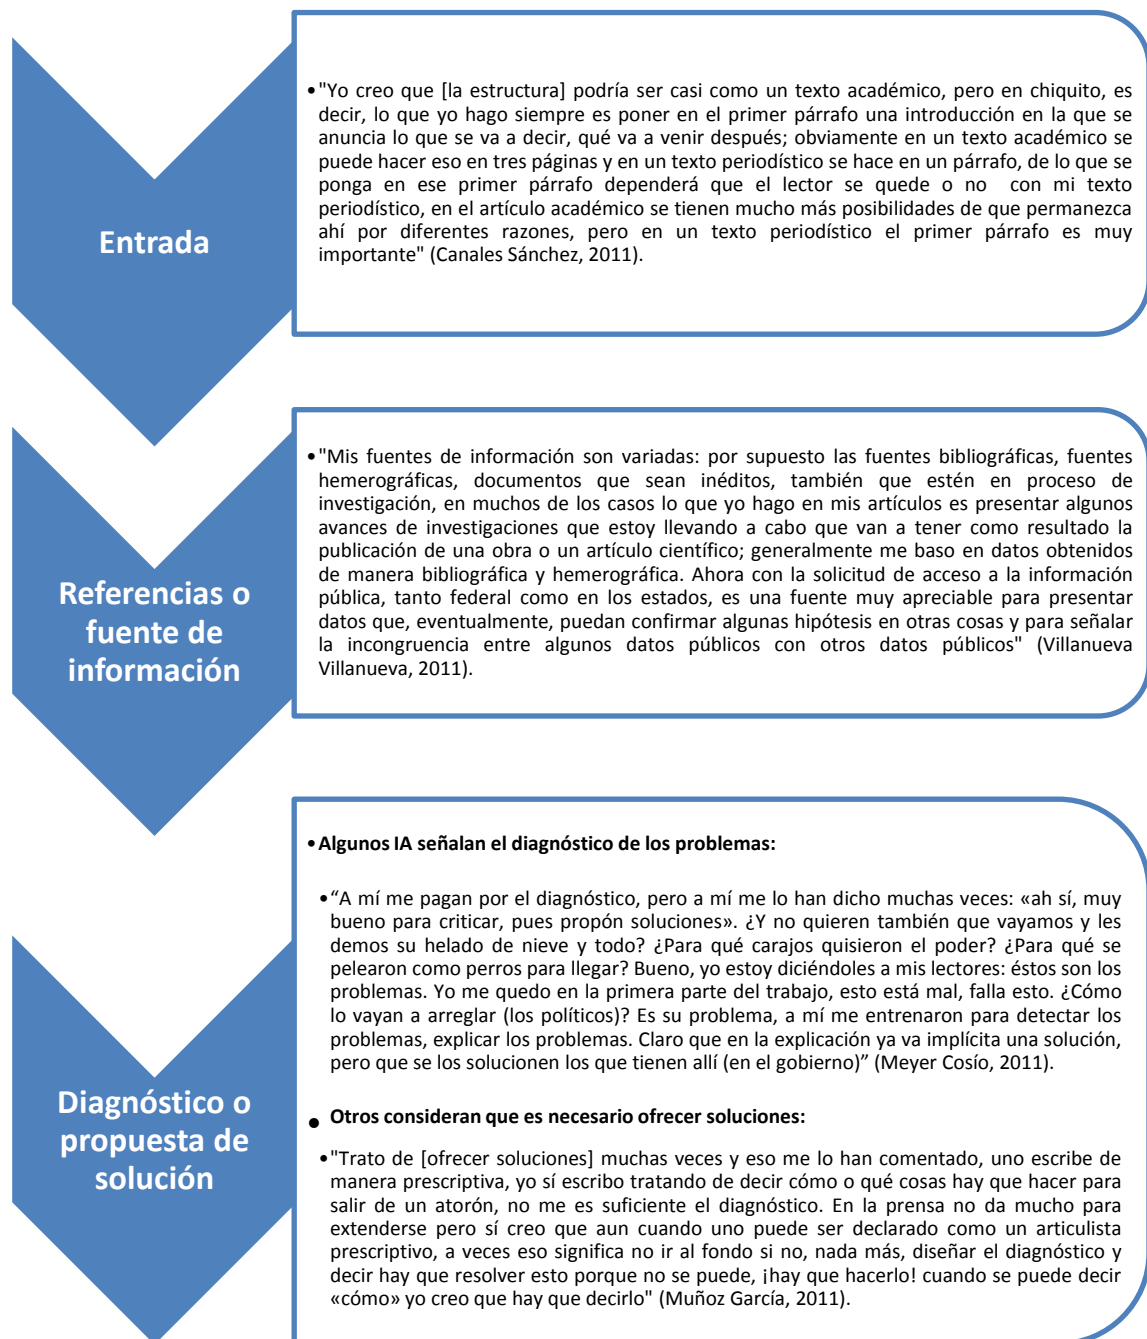 Entrada
•"Yo creo que [la estructura] podría ser casi como un texto académico, pero en chiquito, es
decir, lo que yo hago siempre es poner en el primer párrafo una introducción en la que se
anuncia lo que se va a decir, qué va a venir después; obviamente en un texto académico se
puede hacer eso en tres páginas y en un texto periodístico se hace en un párrafo, de lo que se
ponga en ese primer párrafo dependerá que el lector se quede o no con mi texto
periodístico, en el artículo académico se tienen mucho más posibilidades de que permanezca
ahí por diferentes razones, pero en un texto periodístico el primer párrafo es muy
importante" (Canales Sánchez, 2011).
Referencias o
fuente de
información
•"Mis fuentes de información son variadas: por supuesto las fuentes bibliográficas, fuentes
hemerográficas, documentos que sean inéditos, también que estén en proceso de
investigación, en muchos de los casos lo que yo hago en mis artículos es presentar algunos
avances de investigaciones que estoy llevando a cabo que van a tener como resultado la
publicación de una obra o un artículo científico; generalmente me baso en datos obtenidos
de manera bibliográfica y hemerográfica. Ahora con la solicitud de acceso a la información
pública, tanto federal como en los estados, es una fuente muy apreciable para presentar
datos que, eventualmente, puedan confirmar algunas hipótesis en otras cosas y para señalar
la incongruencia entre algunos datos públicos con otros datos públicos" (Villanueva
Villanueva, 2011).
Diagnóstico o
propuesta de
solución
•Algunos IA señalan el diagnóstico de los problemas:
•“A mí me pagan por el diagnóstico, pero a mí me lo han dicho muchas veces: «ah sí, muy
bueno para criticar, pues propón soluciones». ¿Y no quieren también que vayamos y les
demos su helado de nieve y todo? ¿Para qué carajos quisieron el poder? ¿Para qué se
pelearon como perros para llegar? Bueno, yo estoy diciéndoles a mis lectores: éstos son los
problemas. Yo me quedo en la primera parte del trabajo, esto está mal, falla esto. ¿Cómo
lo vayan a arreglar (los políticos)? Es su problema, a mí me entrenaron para detectar los
problemas, explicar los problemas. Claro que en la explicación ya va implícita una solución,
pero que se los solucionen los que tienen allí (en el gobierno)” (Meyer Cosío, 2011).
• Otros consideran que es necesario ofrecer soluciones:
•"Trato de [ofrecer soluciones] muchas veces y eso me lo han comentado, uno escribe de
manera prescriptiva, yo sí escribo tratando de decir cómo o qué cosas hay que hacer para
salir de un atorón, no me es suficiente el diagnóstico. En la prensa no da mucho para
extenderse pero sí creo que aun cuando uno puede ser declarado como un articulista
prescriptivo, a veces eso significa no ir al fondo si no, nada más, diseñar el diagnóstico y
decir hay que resolver esto porque no se puede, ¡hay que hacerlo! cuando se puede decir
«cómo» yo creo que hay que decirlo" (Muñoz García, 2011).